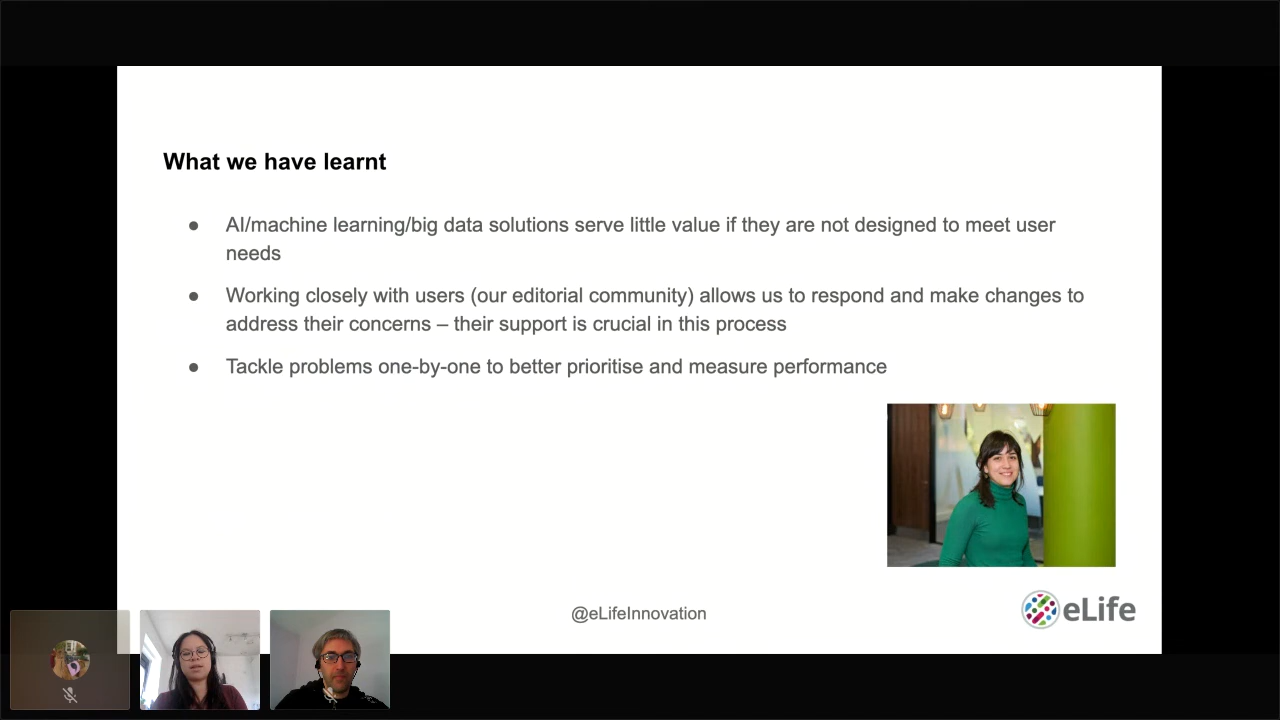 What we have learnt
● AI/machine learning/big data solutions serve little value if they are not designed to meet user
needs
● Working closely with users (our editorial community) allows us to respond and make changes to
address their concerns – their support is crucial in this process
● Tackle problems one-by-one to better prioritise and measure performance
@eLifeInnovation
eLife